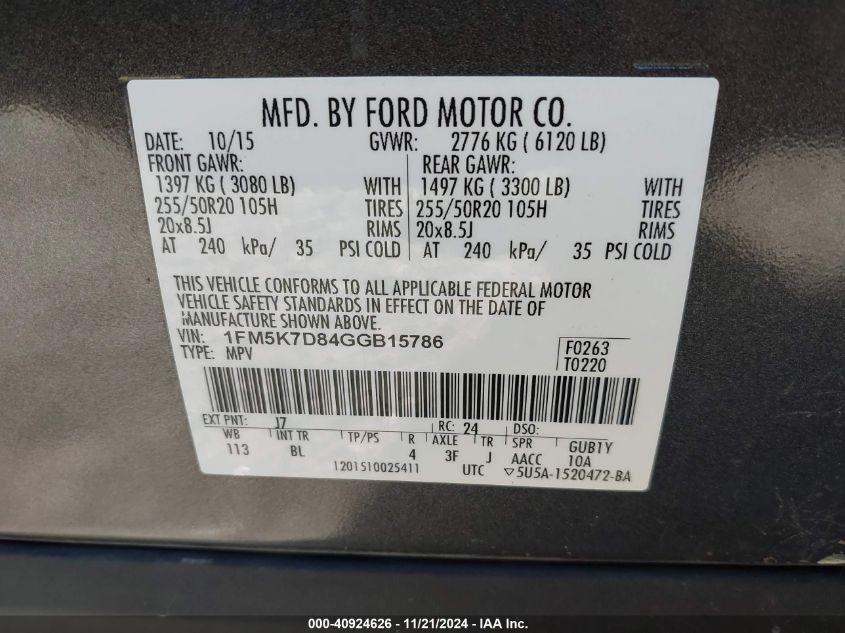 MFD. BY FORD MOTOR CO.
DATE: 10/15 GVWR: 2776 KG ( 6120 LB)
FRONT GAWR: REAR GAWR:
1397 KG ( 3080 LB) WITH 1497 KG ( 3300 LB) WITH
255/50R20 105H TIRES 255/50R20 105H TIRES
20x8.5J RIMS 20x8.5J RIMS
AT 240 kPa/ 35 PSI COLD AT 240 kPa/ 35 PSI COLD
THIS VEHICLE CONFORMS TO ALL APPLICABLE FEDERAL MOTOR
VEHICLE SAFETY STANDARDS IN EFFECT ON THE DATE OF
MANUFACTURE SHOWN ABOVE.
VIN: 1FM5K7D84GGB15786 F0263
TYPE: MPV T0220
EXT PNT: J7 RC: 24 DSO:
WB INT TR TP/PS R AXLE TR SPR GUB1Y
113 BL 4 3F J AACC 10A
1201510025411 UTC ▽5U5A-1520472-BA
000-40924626 - 11/21/2024 - IAA Inc.